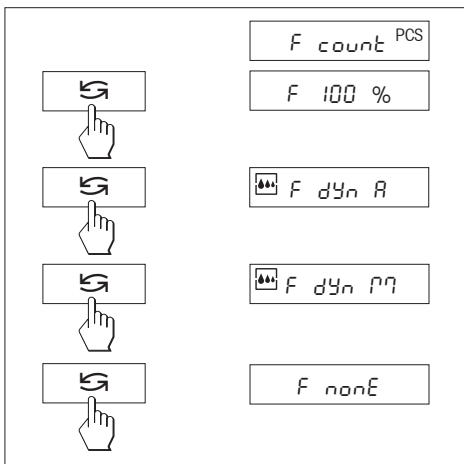 F count PCS
F 100 %
F dyn A
F dyn M
F nonE